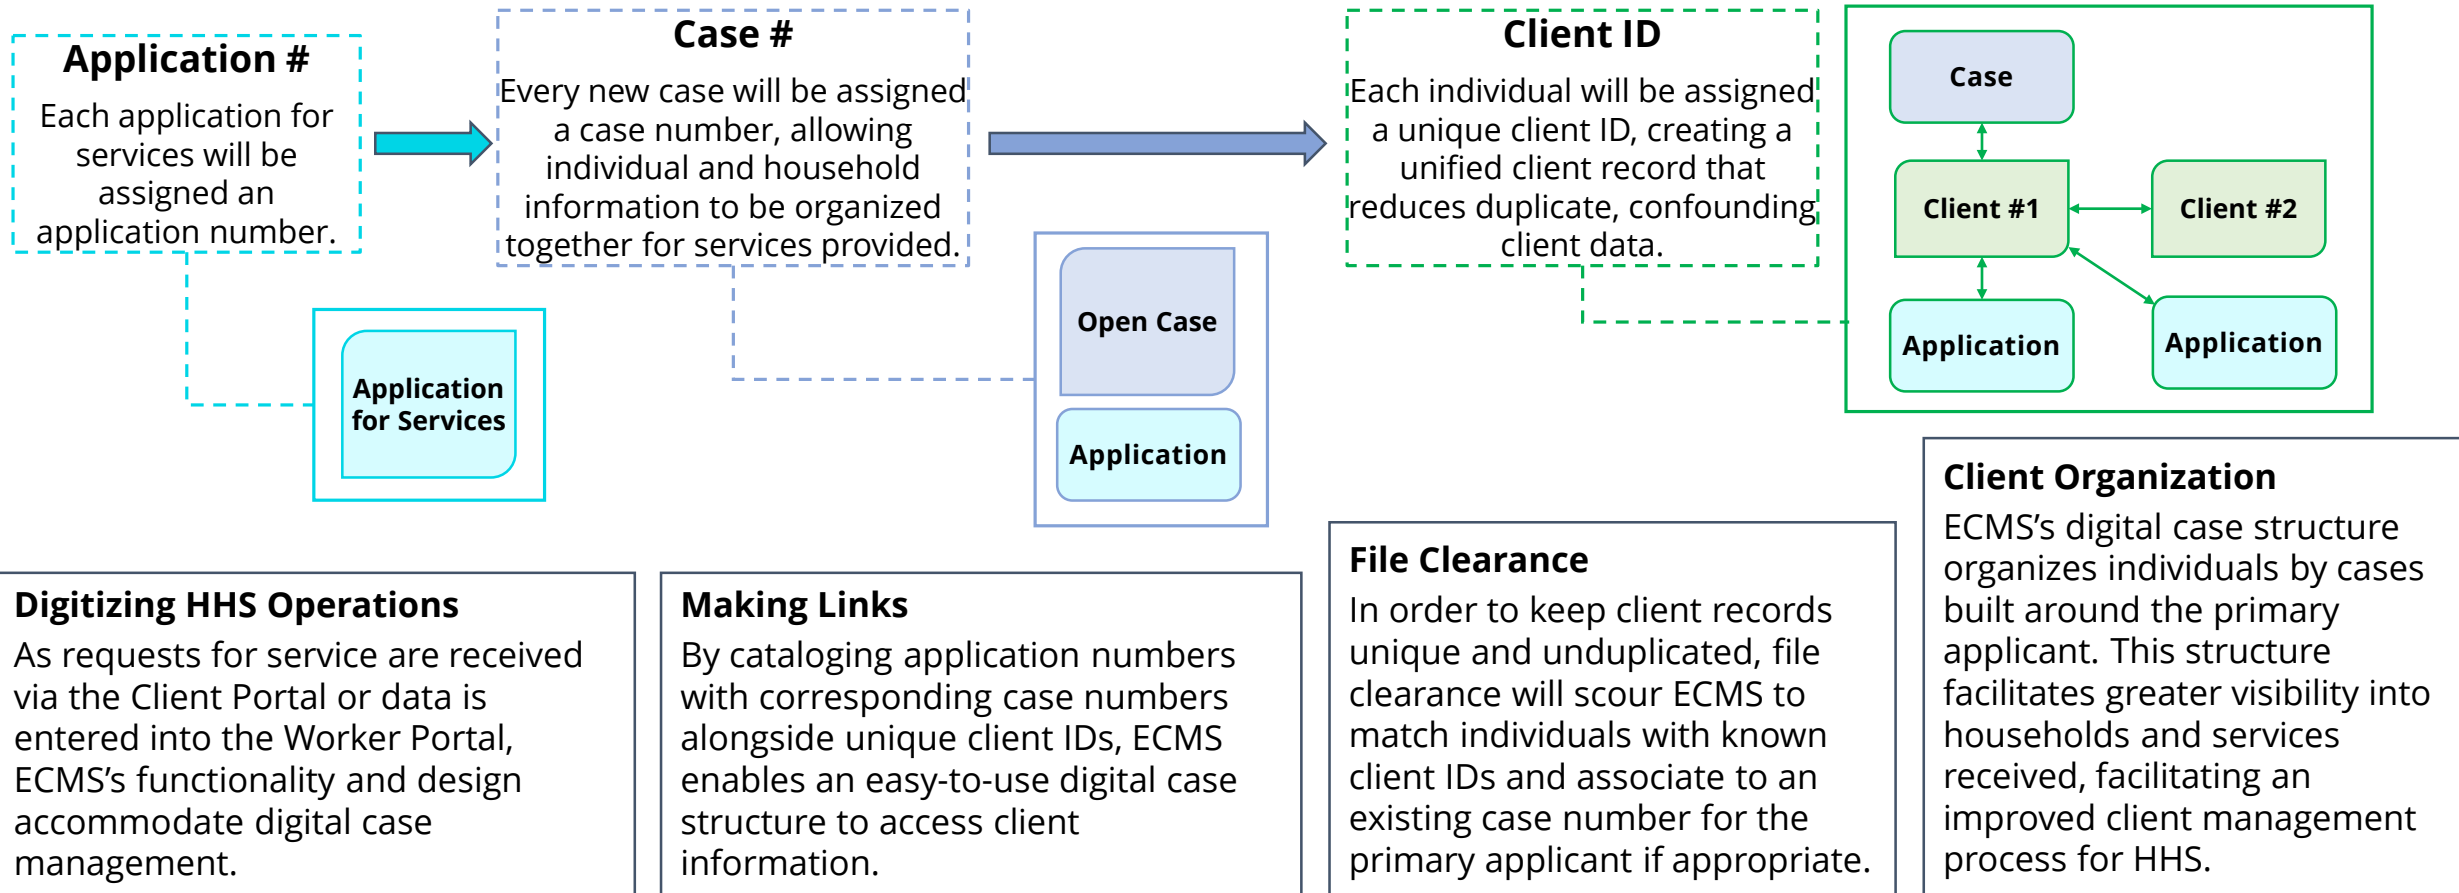 Application #
Each application for
services will be
assigned an
application number.
Case #
Every new case will be assigned
a case number, allowing
individual and household
information to be organized
together for services provided.
Client ID
Each individual will be assigned
a unique client ID, creating a
unified client record that
reduces duplicate, confounding
client data.
Case
Client #1
Client #2
Application
Application
Application
for Services
Open Case
Application
Digitizing HHS Operations
As requests for service are received
via the Client Portal or data is
entered into the Worker Portal,
ECMS’s functionality and design
accommodate digital case
management.
Making Links
By cataloging application numbers
with corresponding case numbers
alongside unique client IDs, ECMS
enables an easy-to-use digital case
structure to access client
information.
File Clearance
In order to keep client records
unique and unduplicated, file
clearance will scour ECMS to
match individuals with known
client IDs and associate to an
existing case number for the
primary applicant if appropriate.
Client Organization
ECMS’s digital case structure
organizes individuals by cases
built around the primary
applicant. This structure
facilitates greater visibility into
households and services
received, facilitating an
improved client management
process for HHS.